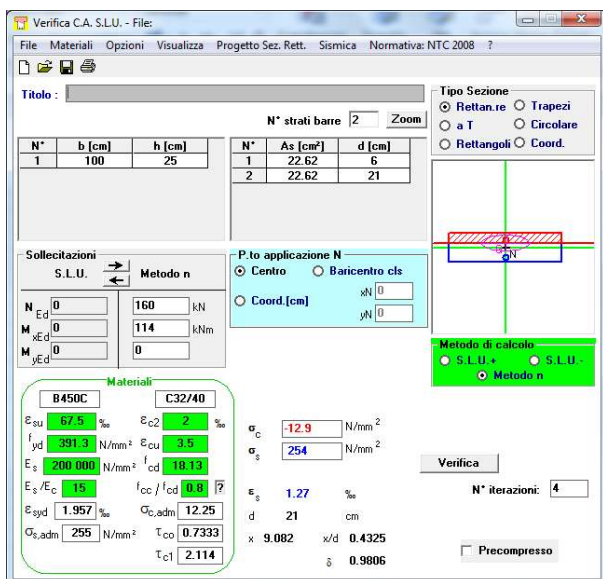 Verifica C.A. S.L.U. - File:
File Materiali Opzioni Visualizza Progetto Sez. Rett. Sismica Normativa: NTC 2008 ?
Titolo :
N° strati barre 2 Zoom
N° b [cm] h [cm]
1 100 25
N° As [cm²] d [cm]
1 22.62 6
2 22.62 21
Tipo Sezione
Rettan.re Trapezi
a T Circolare
Rettangoli Coord.
N
Sollecitazioni
S.L.U. Metodo n
N Ed 0 160 kN
M xEd 0 114 kNm
M yEd 0 0
P.to applicazione N
Centro Baricentro cls
Coord.[cm] xN 0
yN 0
Metodo di calcolo
S.L.U.+ S.L.U.-
Metodo n
Materiali
B450C C32/40
εsu 67.5 ‰ εc2 2 ‰
fyd 391.3 N/mm² εcu 3.5
Es 200 000 N/mm² fcd 18.13
Es/Ec 15 fcc / fcd 0.8 ?
εsyd 1.957 ‰ σc,adm 12.25
σs,adm 255 N/mm² τco 0.7333
τc1 2.114
σc -12.9 N/mm²
σs 254 N/mm²
εs 1.27 ‰
d 21 cm
x 9.082 x/d 0.4325
δ 0.9806
Verifica
N° iterazioni: 4
Precompresso